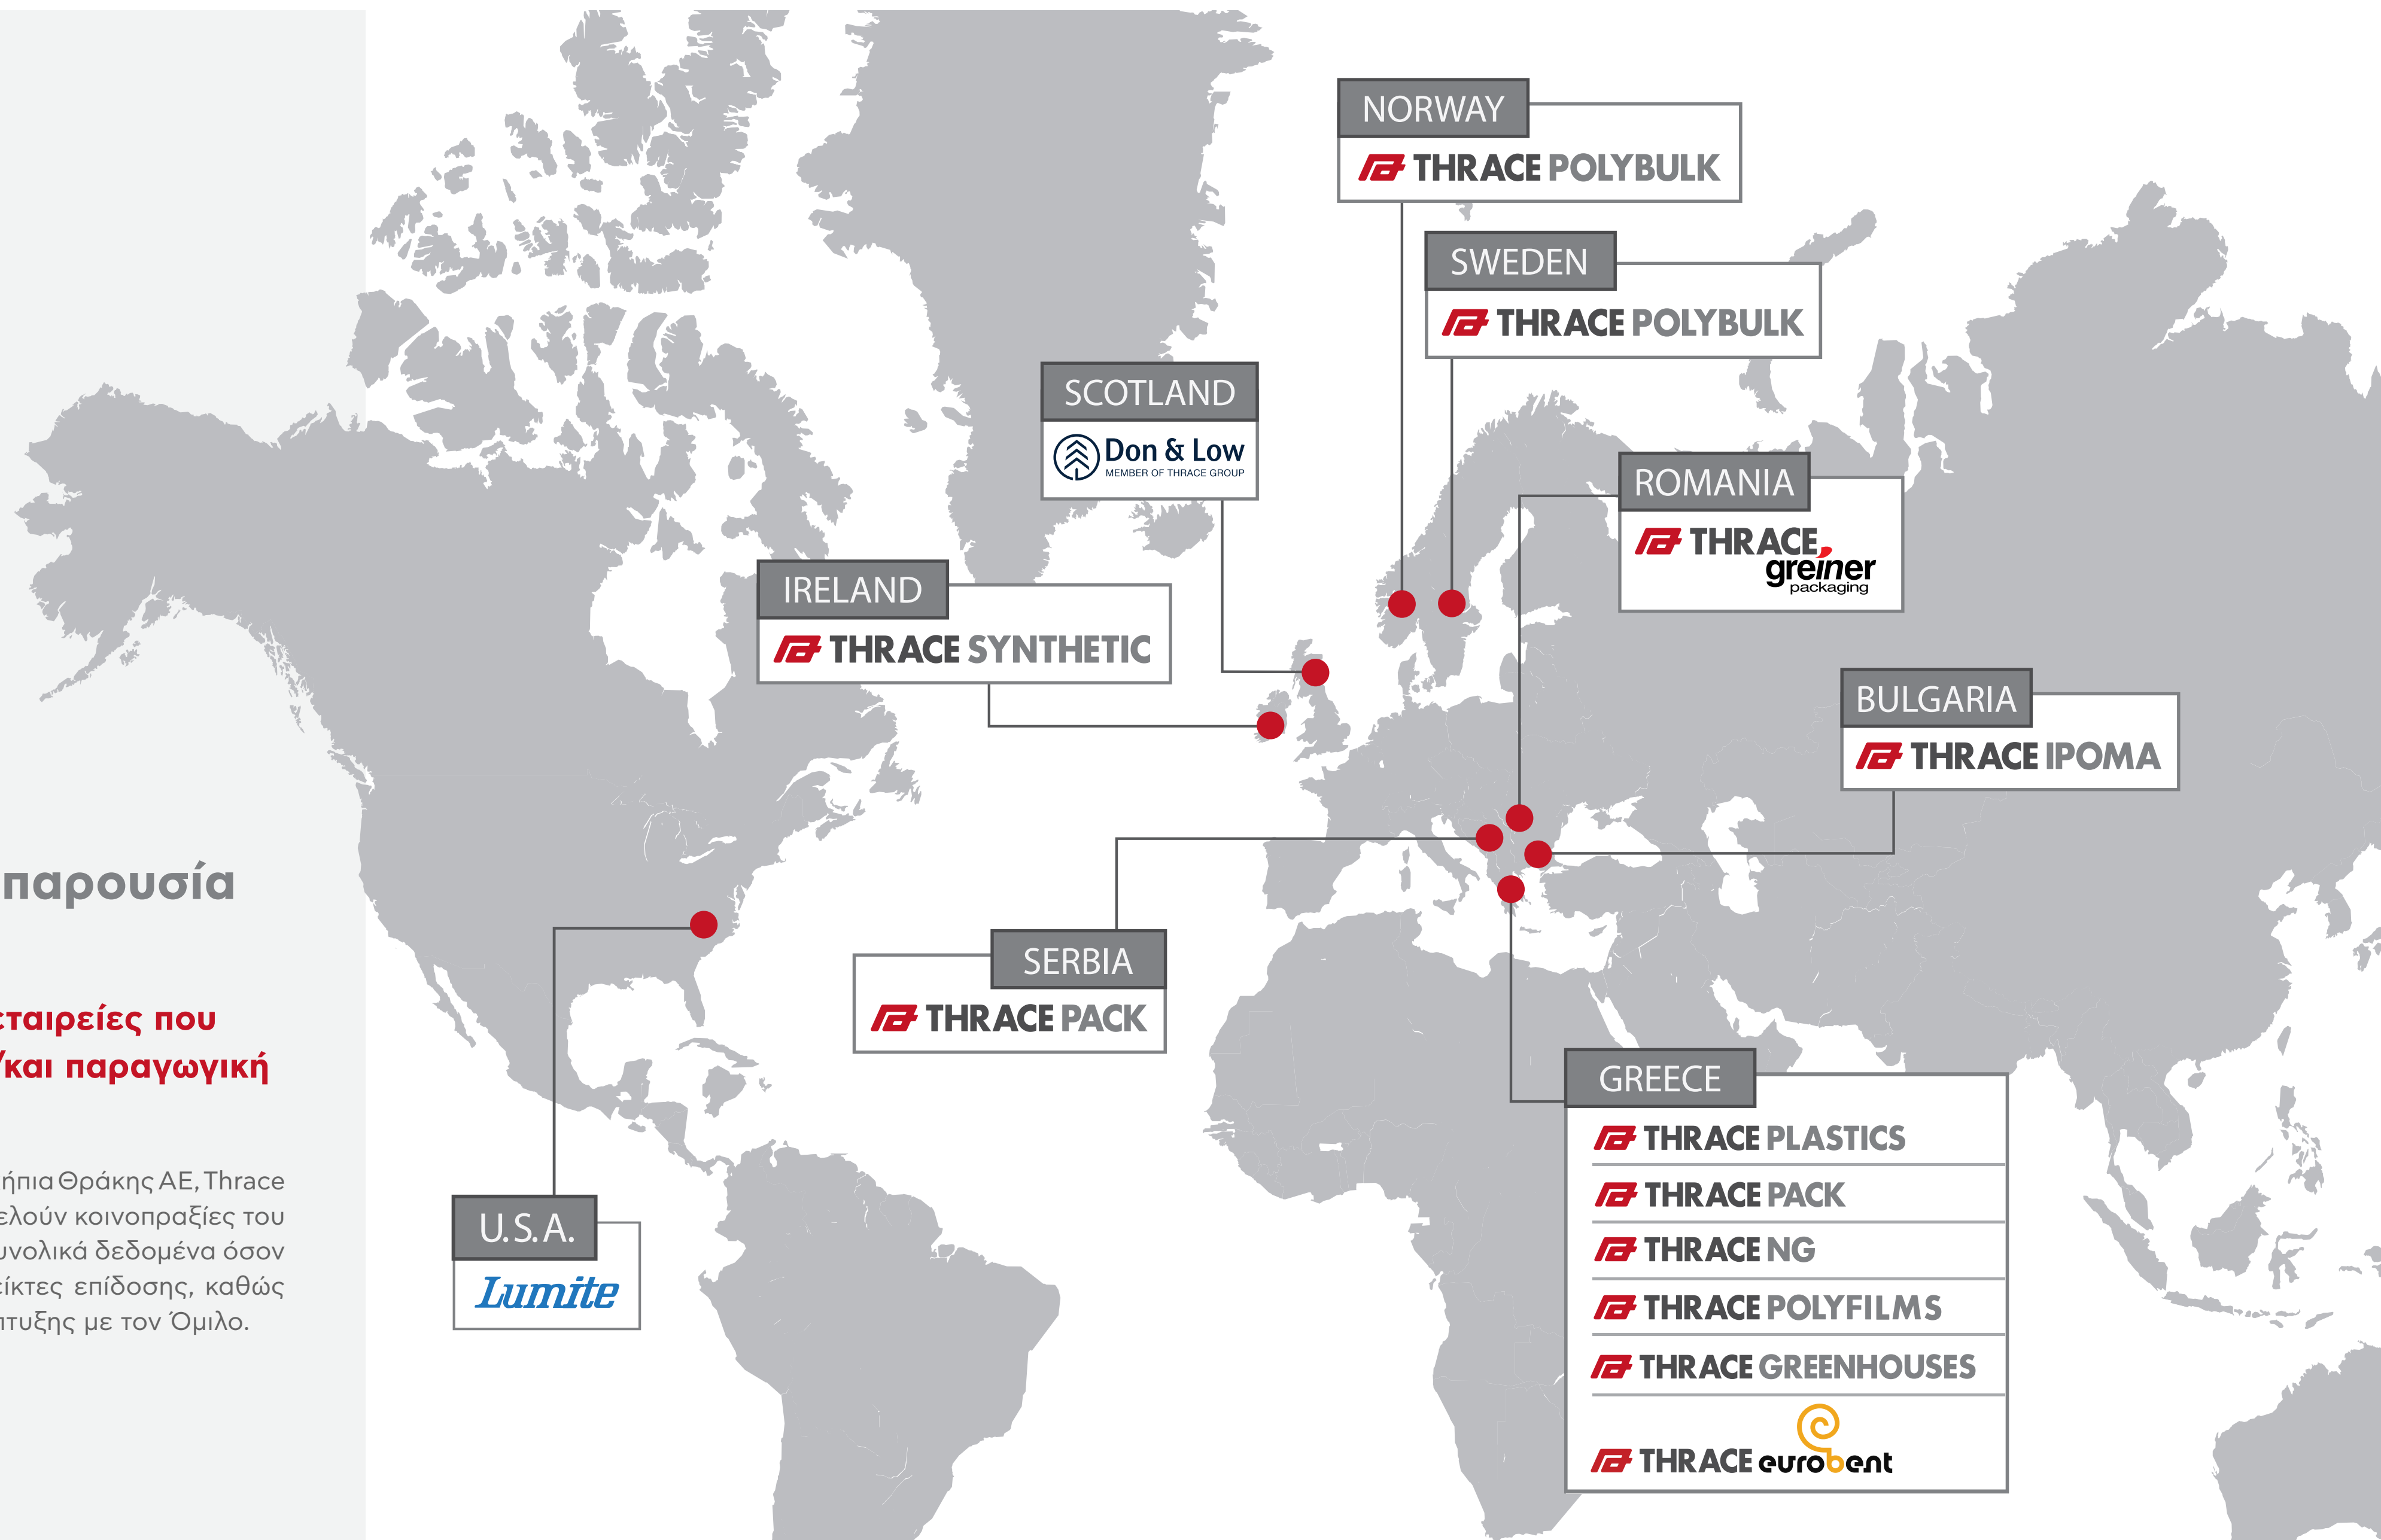 παρουσία
εταιρείες που
/και παραγωγική
ήπια Θράκης ΑΕ, Thrace
ελούν κοινοπραξίες του
υνολικά δεδομένα όσον
είκτες επίδοσης, καθώς
πτυξης με τον Όμιλο.
NORWAY
THRACE POLYBULK
SWEDEN
THRACE POLYBULK
SCOTLAND
Don & Low
MEMBER OF THRACE GROUP
ROMANIA
THRACE
greiner
packaging
IRELAND
THRACE SYNTHETIC
BULGARIA
THRACE IPOMA
SERBIA
THRACE PACK
GREECE
THRACE PLASTICS
THRACE PACK
THRACE NG
THRACE POLYFILMS
THRACE GREENHOUSES
THRACE eurobent
U.S.A.
Lumite